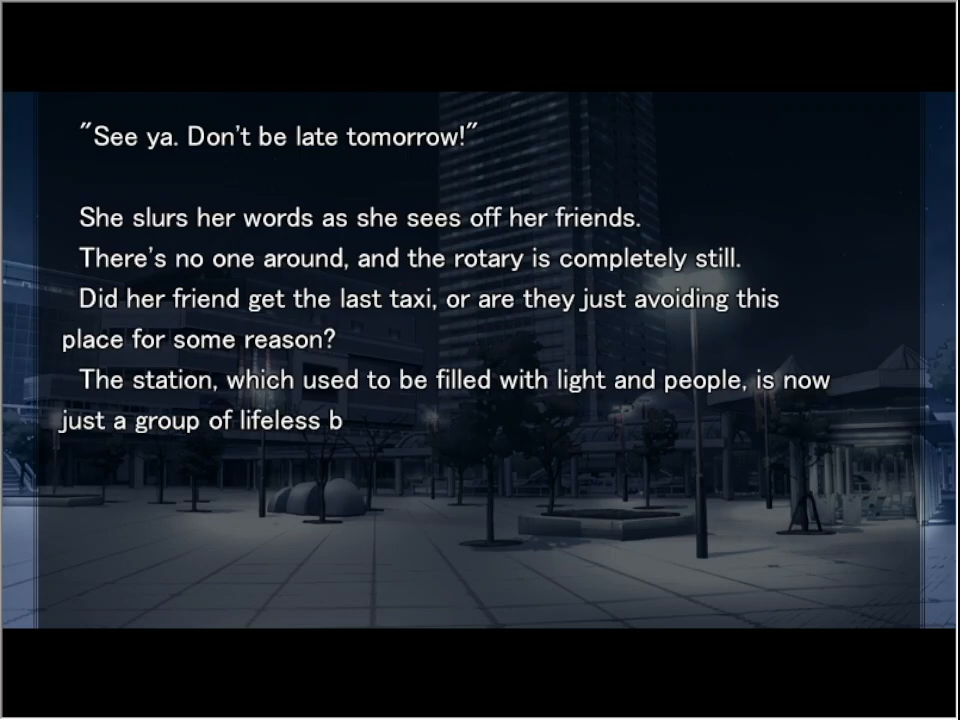 "See ya. Don't be late tomorrow!"
She slurs her words as she sees off her friends.
There's no one around, and the rotary is completely still.
Did her friend get the last taxi, or are they just avoiding this
place for some reason?
The station, which used to be filled with light and people, is now
just a group of lifeless b